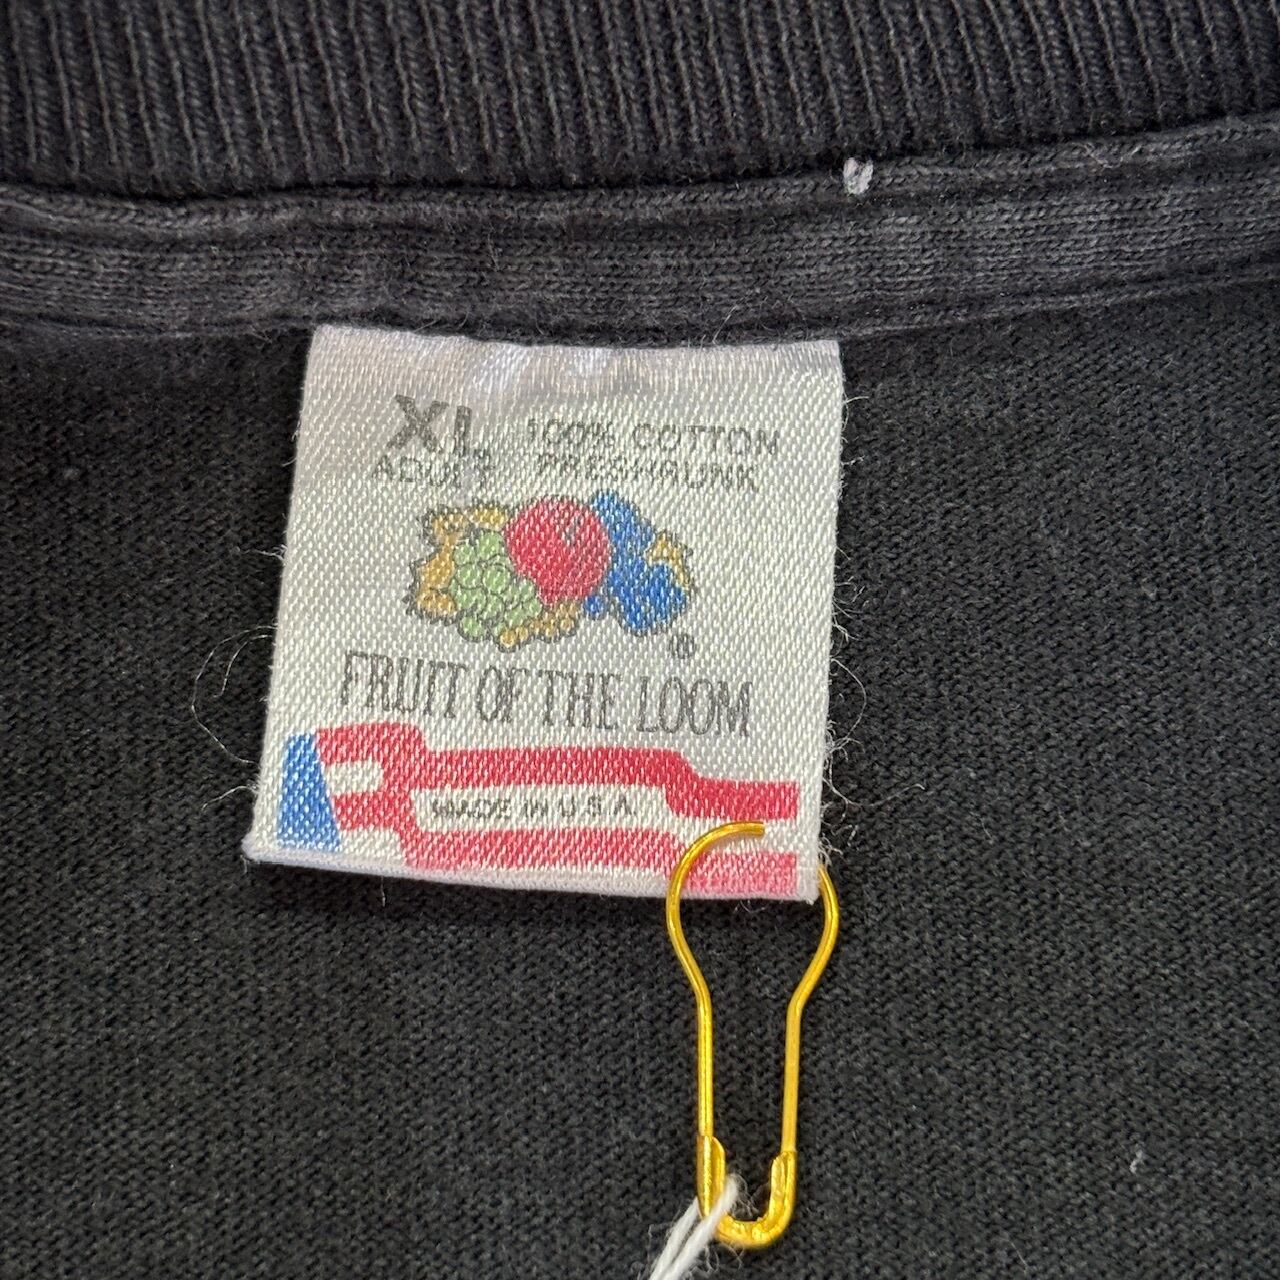 XL 100% COTTON
ADULT PRESHRUNK
®
FRUIT OF THE LOOM
MADE IN U.S.A.